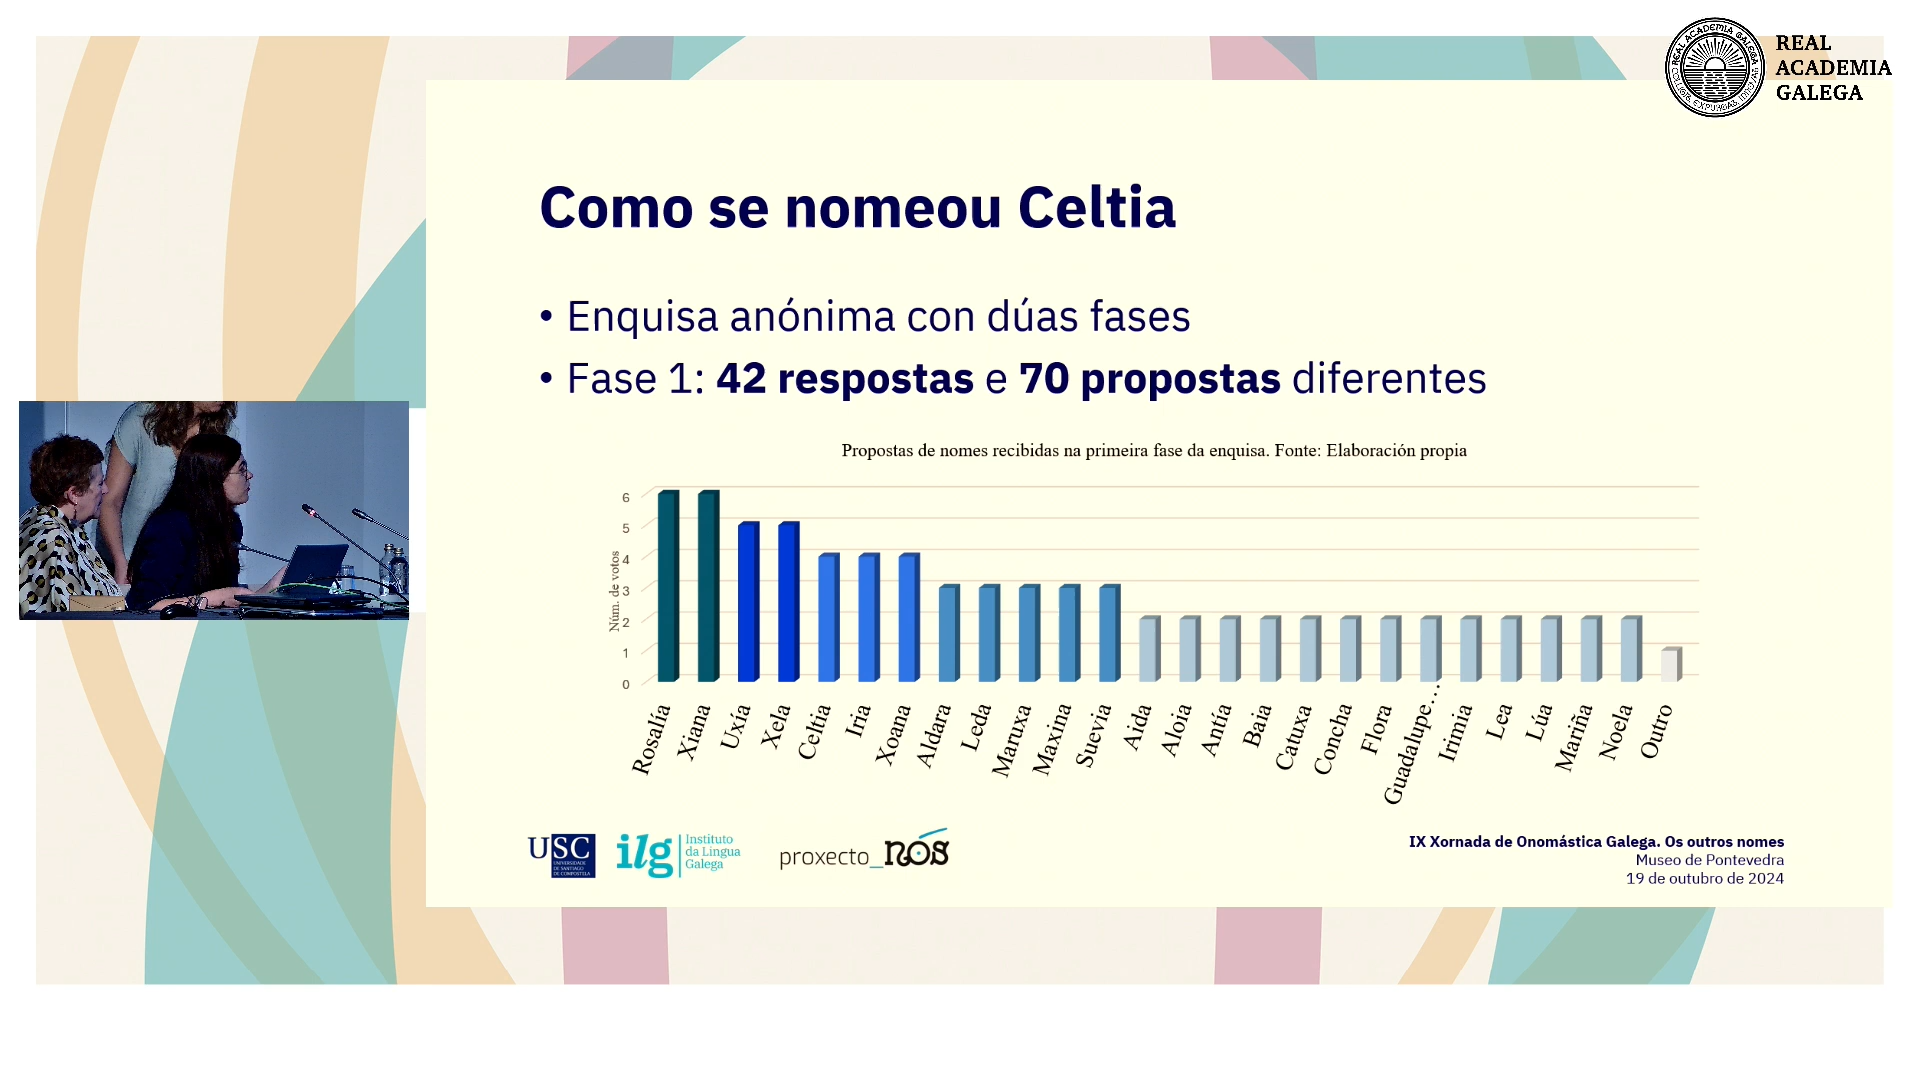 REAL
ACADEMIA
GALEGA
Como se nomeou Celtia
• Enquisa anónima con dúas fases
• Fase 1: 42 respostas e 70 propostas diferentes
Propostas de nomes recibidas na primeira fase da enquisa. Fonte: Elaboración propia
Núm. de votos
6
5
4
3
2
1
0
Rosalía
Xiana
Uxía
Xela
Celtia
Iria
Xoana
Aldara
Leda
Maruxa
Maxina
Suevia
Aida
Aloia
Antía
Baia
Catuxa
Concha
Flora
Guadalupe…
Irimia
Lea
Lúa
Mariña
Noela
Outro
USC
UNIVERSIDADE
DE SANTIAGO
DE COMPOSTELA
ilg
Instituto
da Lingua
Galega
proxecto_nós
IX Xornada de Onomástica Galega. Os outros nomes
Museo de Pontevedra
19 de outubro de 2024